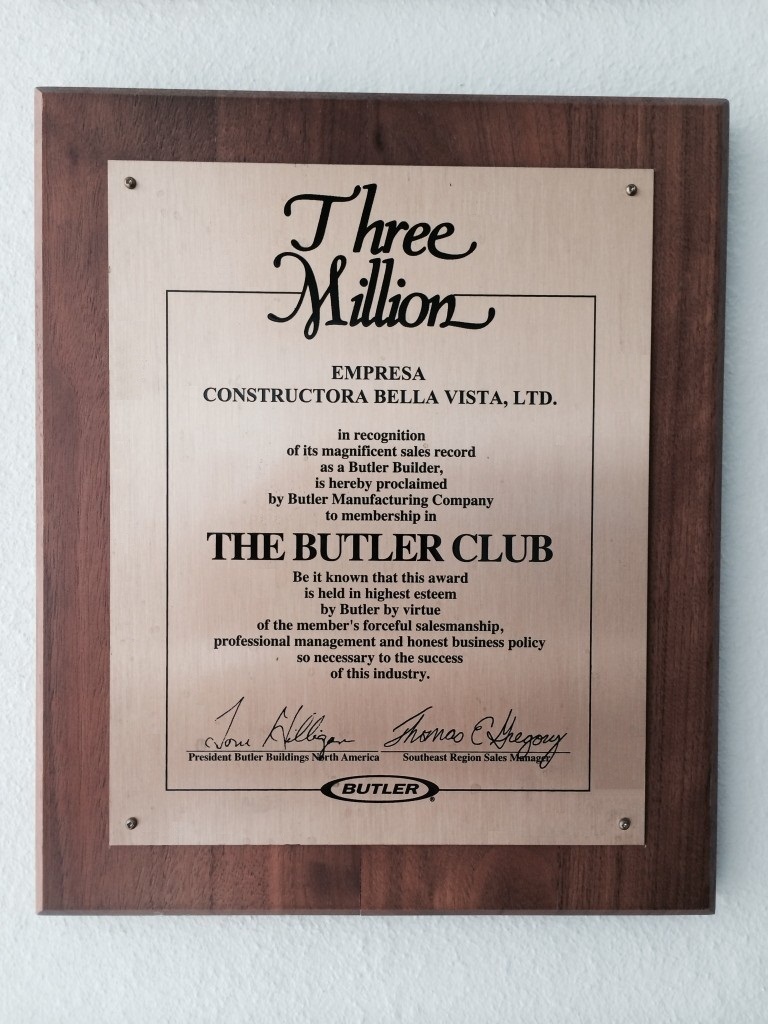 Three
Million
EMPRESA
CONSTRUCTORA BELLA VISTA, LTD.
in recognition
of its magnificent sales record
as a Butler Builder,
is hereby proclaimed
by Butler Manufacturing Company
to membership in
THE BUTLER CLUB
Be it known that this award
is held in highest esteem
by Butler by virtue
of the member's forceful salesmanship,
professional management and honest business policy
so necessary to the success
of this industry.
Thomas E Gregory
President Butler Buildings North America Southeast Region Sales Manager
BUTLER®